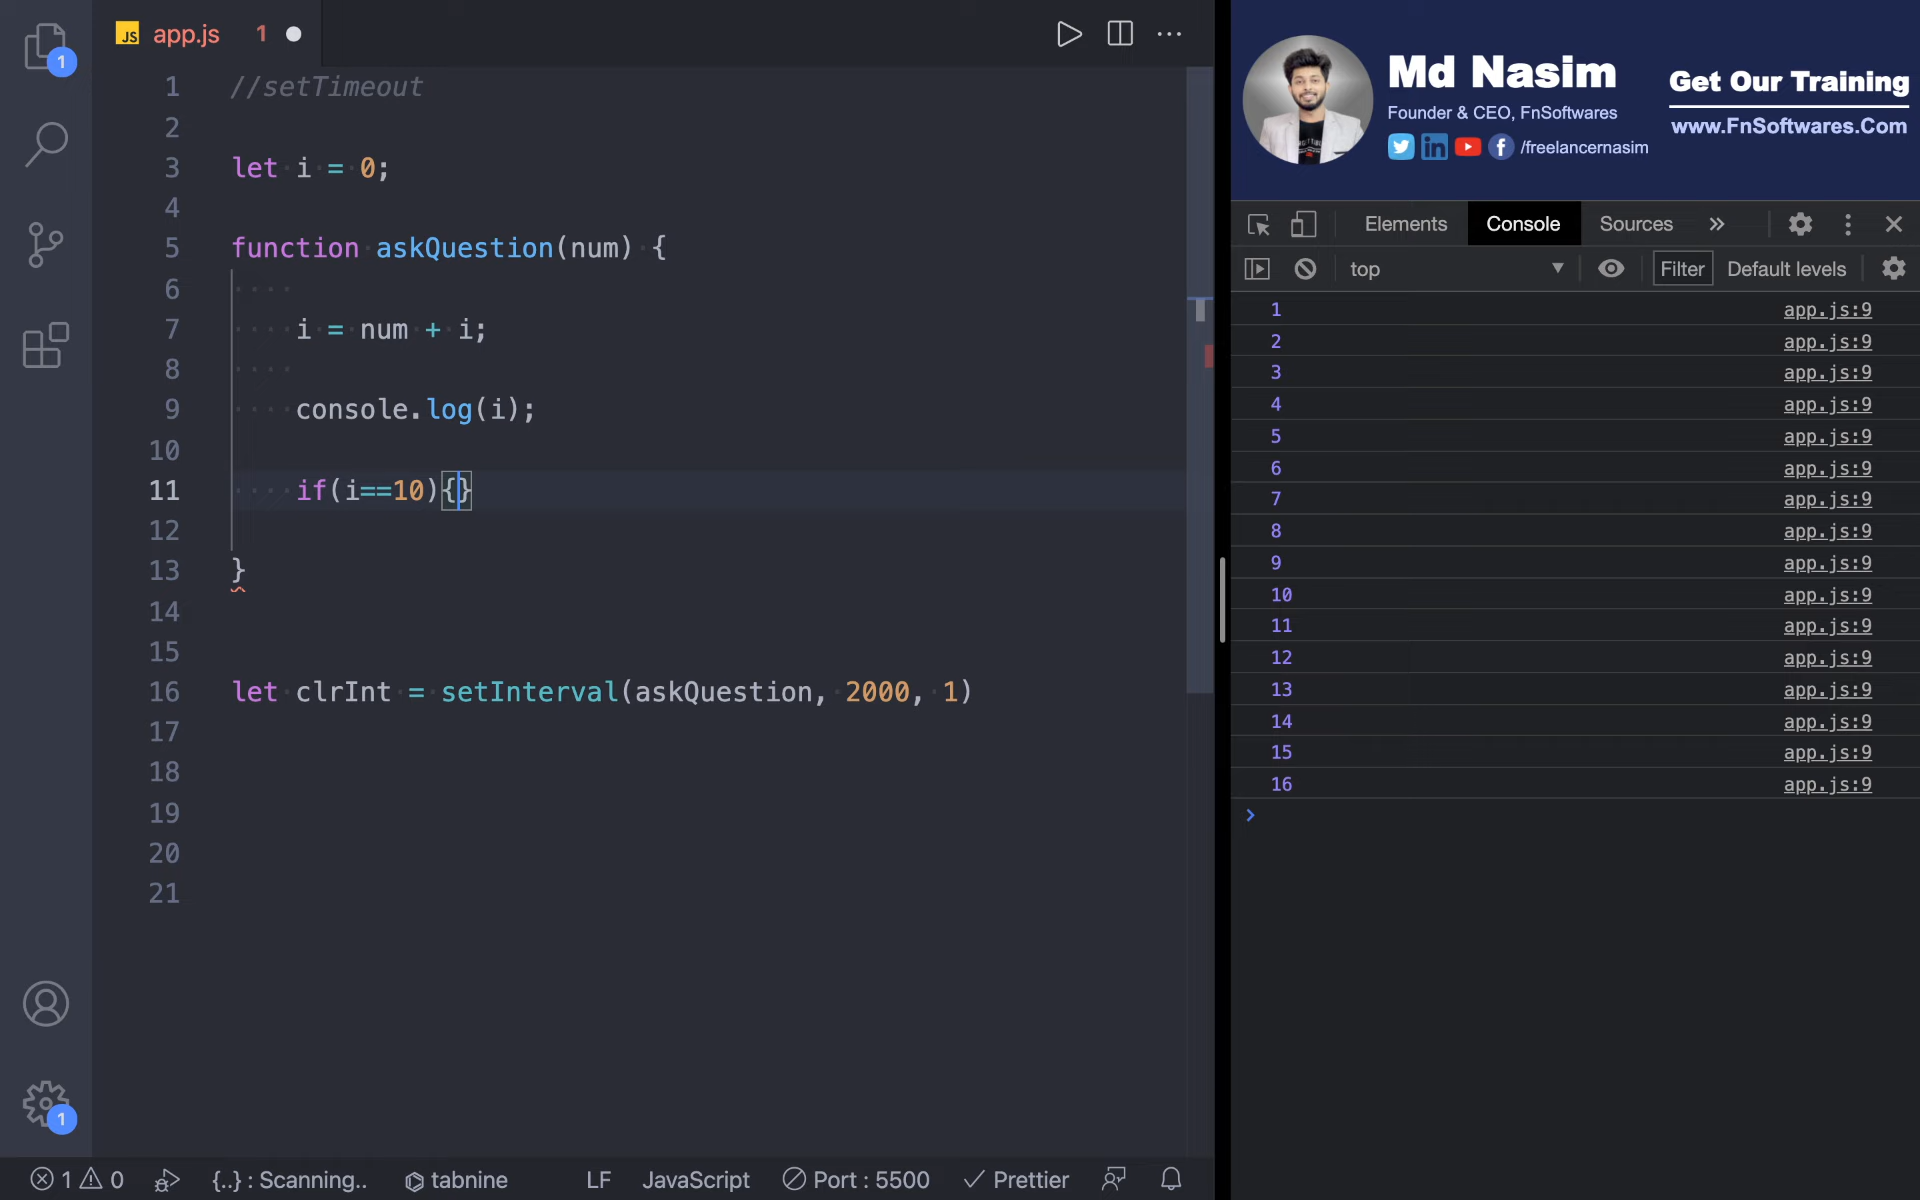 JS app.js 1
1 //setTimeout
2
3 let i = 0;
4
5 function askQuestion(num) {
6
7 i = num + i;
8
9 console.log(i);
10
11 if(i==10){}
12
13 }
14
15
16 let clrInt = setInterval(askQuestion, 2000, 1)
17
18
19
20
21
1
1
1 0 {..} : Scanning.. tabnine LF JavaScript Port : 5500 Prettier
Md Nasim
Founder & CEO, FnSoftwares
in f /freelancernasim
Get Our Training
www.FnSoftwares.Com
Elements Console Sources »
top Filter Default levels
1 app.js:9
2 app.js:9
3 app.js:9
4 app.js:9
5 app.js:9
6 app.js:9
7 app.js:9
8 app.js:9
9 app.js:9
10 app.js:9
11 app.js:9
12 app.js:9
13 app.js:9
14 app.js:9
15 app.js:9
16 app.js:9